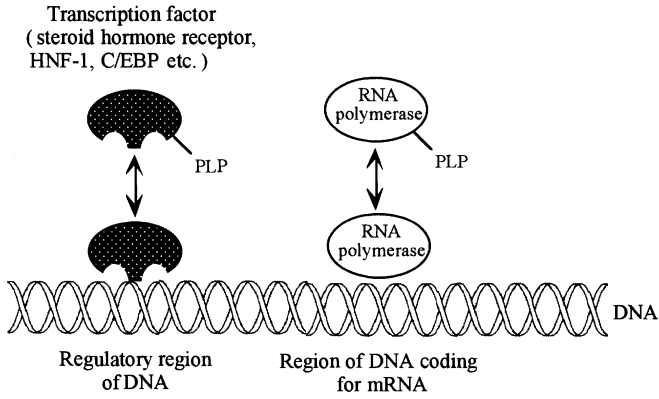 Transcription factor
( steroid hormone receptor,
HNF-1, C/EBP etc. )
PLP
RNA
polymerase
PLP
RNA
polymerase
DNA
Regulatory region
of DNA
Region of DNA coding
for mRNA